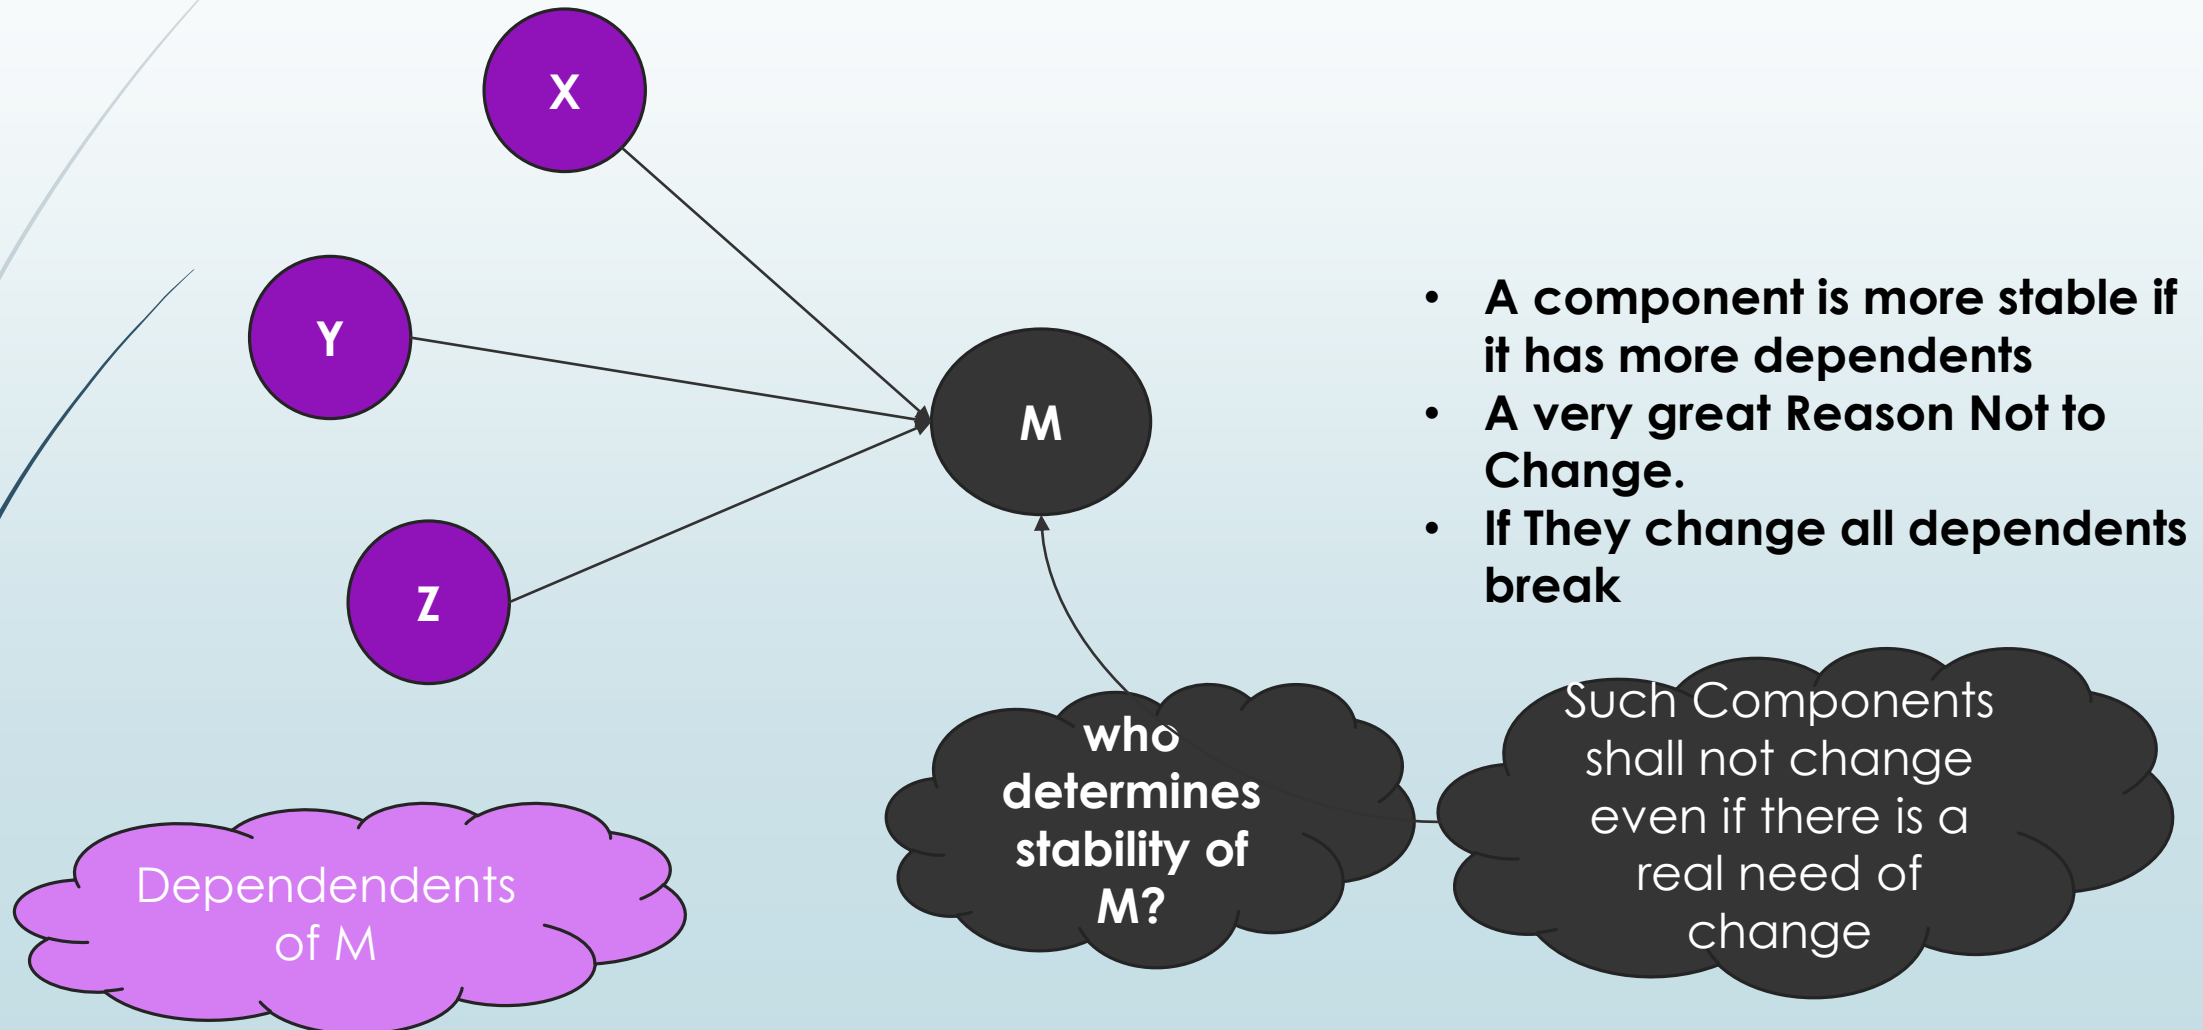 X
Y
M
Z
• A component is more stable if
it has more dependents
• A very great Reason Not to
Change.
• If They change all dependents
break
Dependendents
of M
who
determines
stability of
M?
Such Components
shall not change
even if there is a
real need of
change